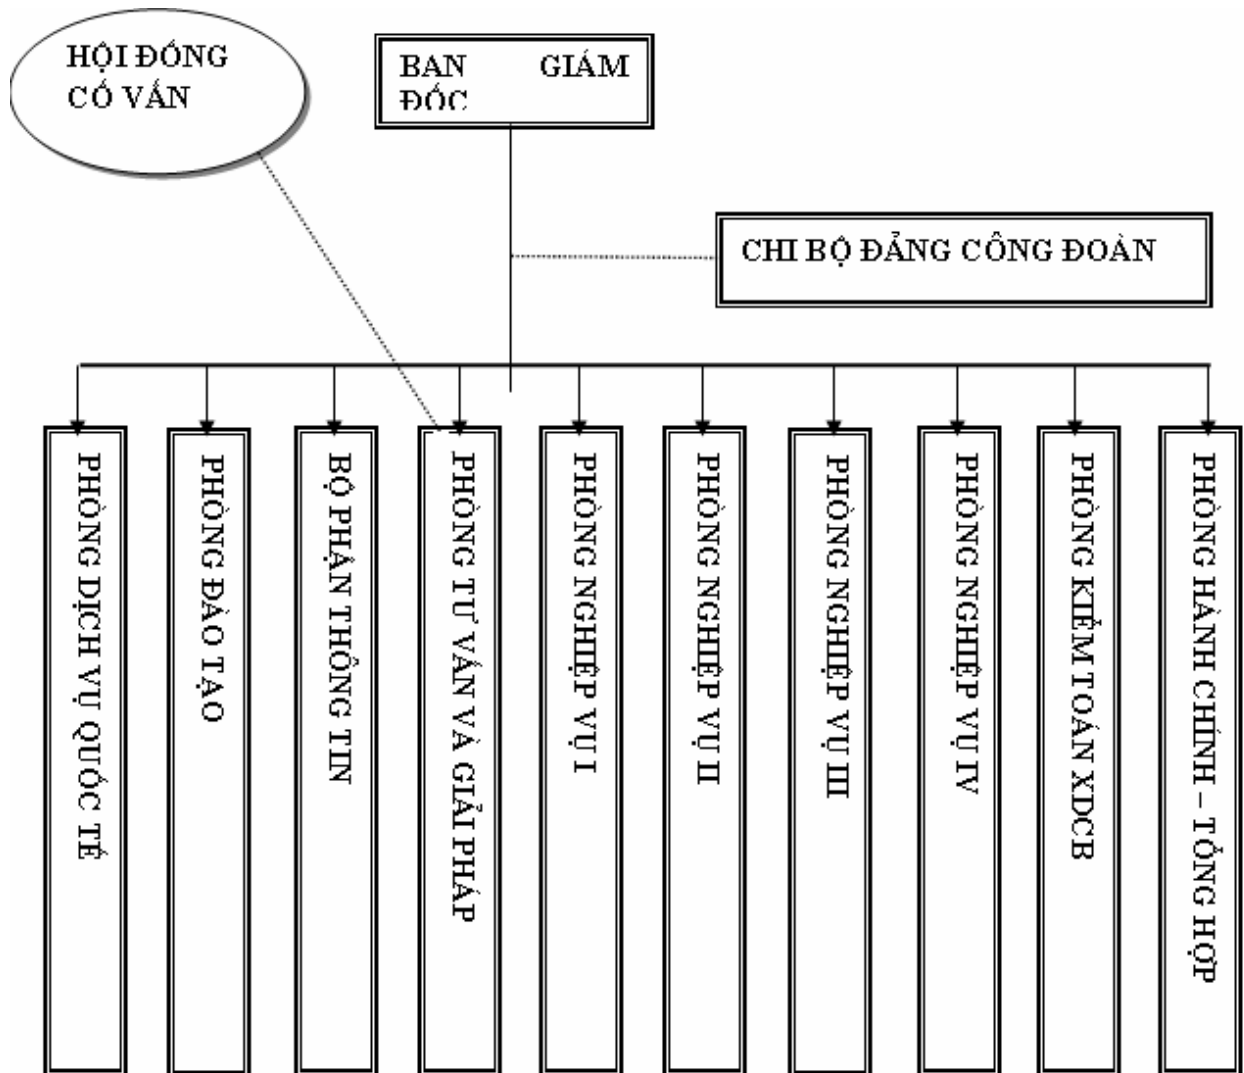 HỘI ĐỒNG
CỐ VẤN
BAN GIÁM
ĐỐC
CHI BỘ ĐẢNG CÔNG ĐOÀN
PHÒNG DỊCH VỤ QUỐC TẾ
PHÒNG ĐÀO TẠO
BỘ PHẬN THÔNG TIN
PHÒNG TƯ VẤN VÀ GIẢI PHÁP
PHÒNG NGHIỆP VỤ I
PHÒNG NGHIỆP VỤ II
PHÒNG NGHIỆP VỤ III
PHÒNG NGHIỆP VỤ IV
PHÒNG KIỂM TOÁN XDCB
PHÒNG HÀNH CHÍNH – TỔNG HỢP